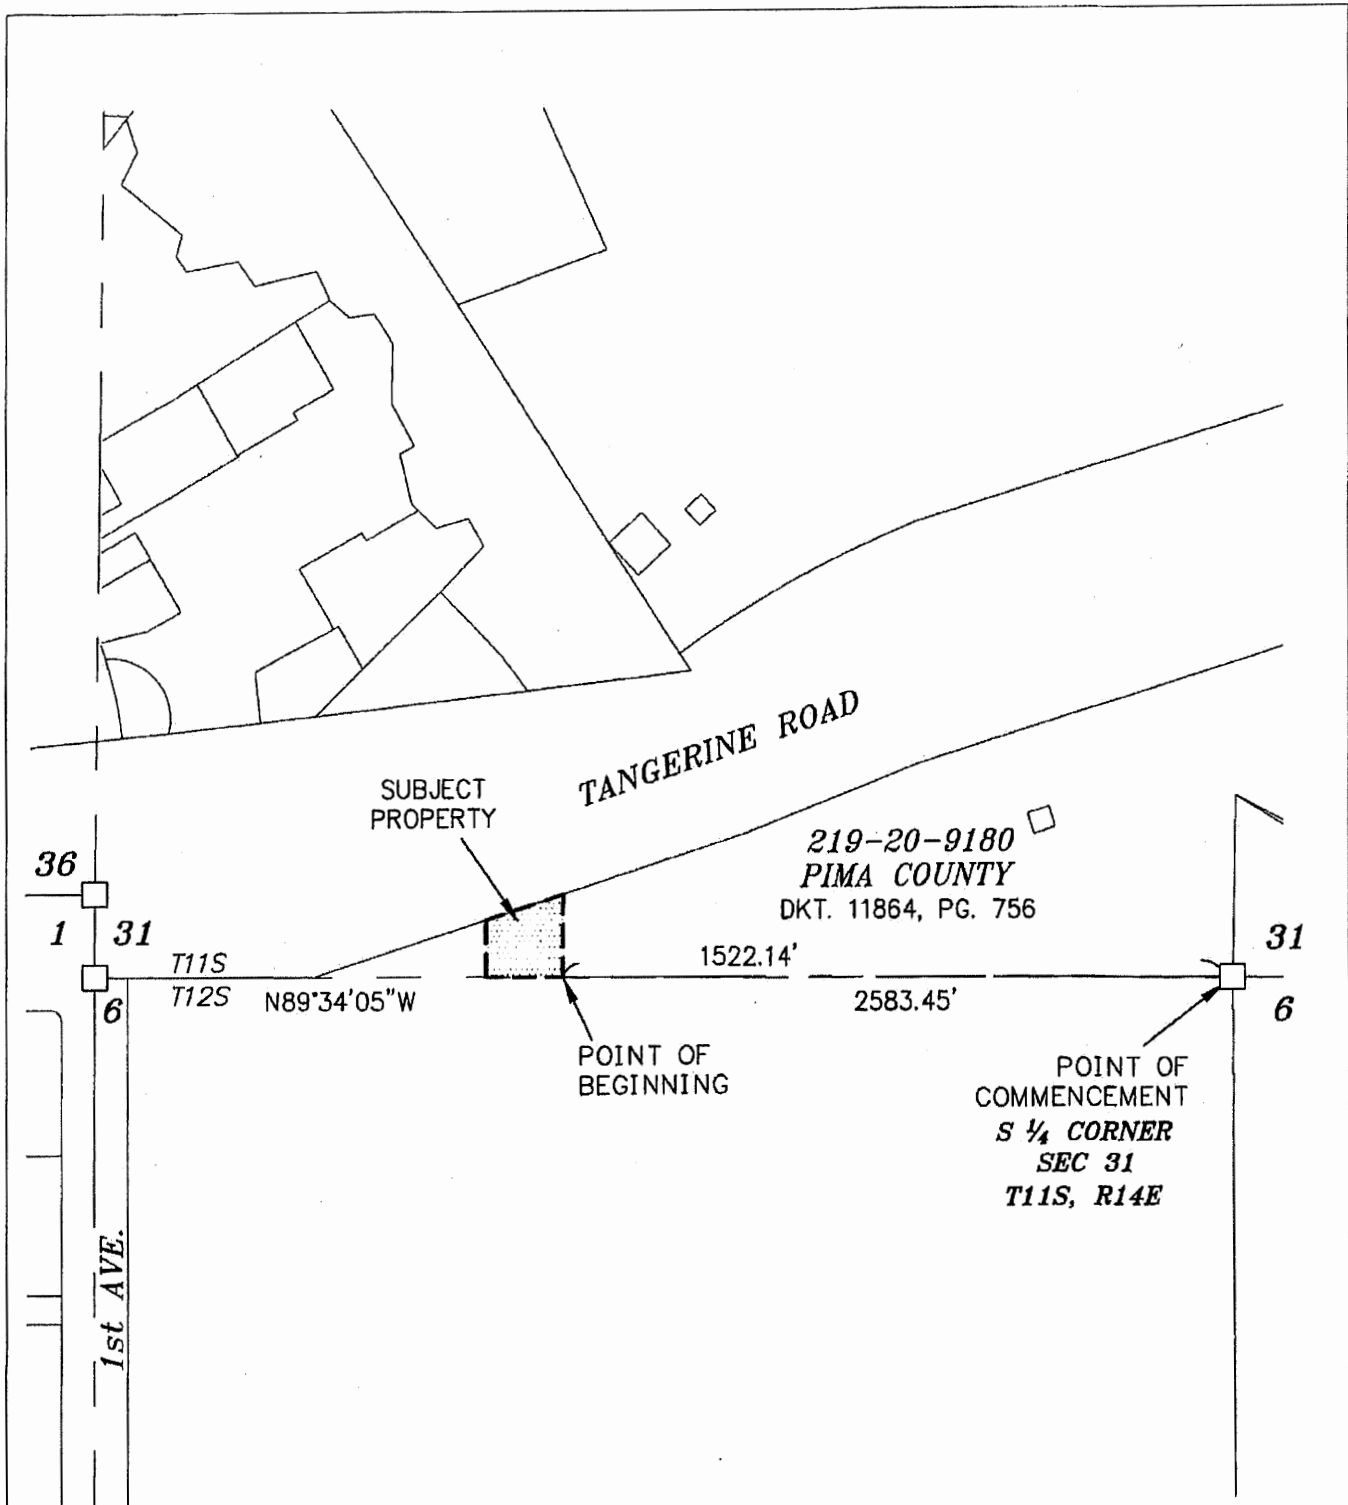 TANGERINE ROAD
SUBJECT
PROPERTY
219-20-9180
PIMA COUNTY
DKT. 11864, PG. 756
36
1
31
T11S
T12S
6
N89°34'05"W
1522.14'
2583.45'
31
6
POINT OF
BEGINNING
POINT OF
COMMENCEMENT
S ¼ CORNER
SEC 31
T11S, R14E
1st AVE.